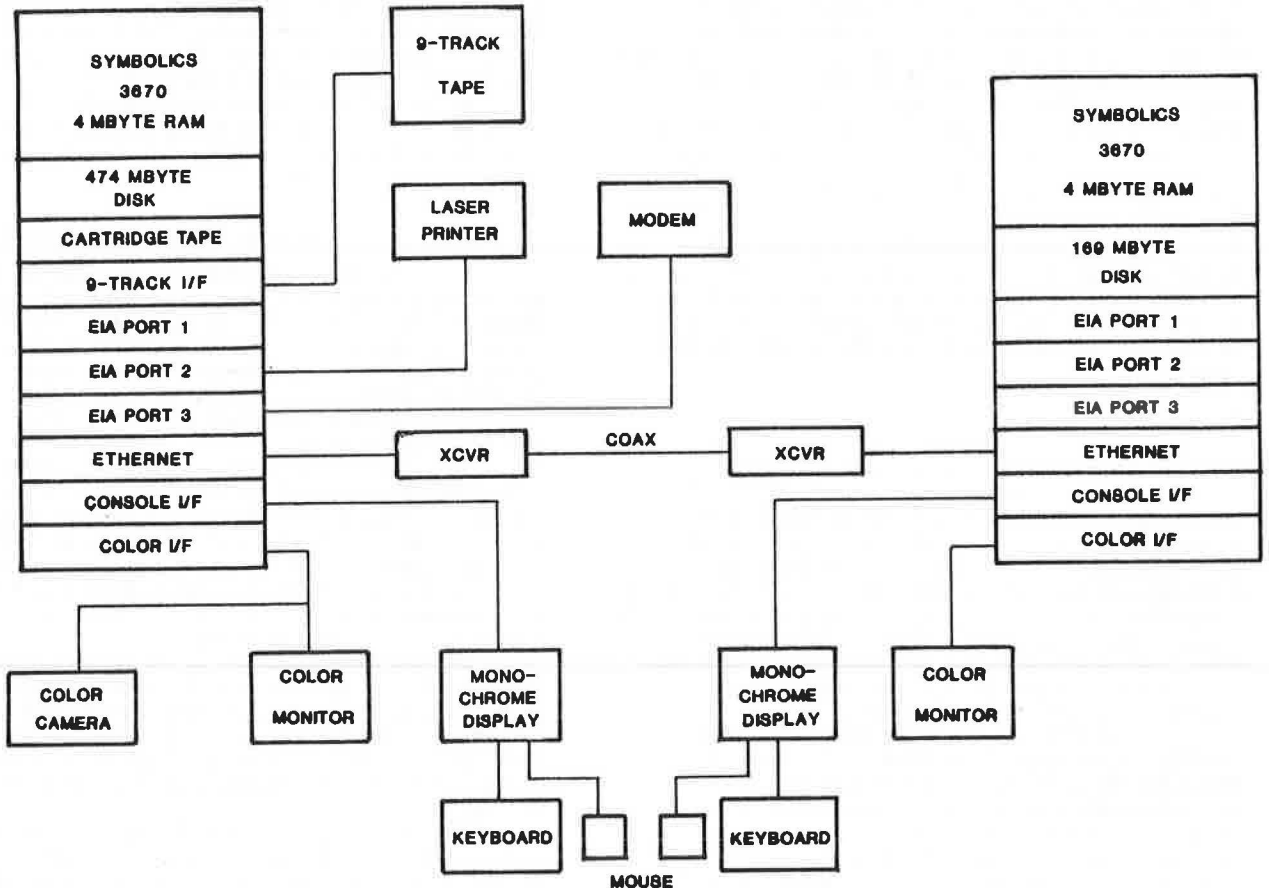 SYMBOLICS
3670
4 MBYTE RAM
474 MBYTE
DISK
CARTRIDGE TAPE
9-TRACK I/F
EIA PORT 1
EIA PORT 2
EIA PORT 3
ETHERNET
CONSOLE I/F
COLOR I/F
9-TRACK
TAPE
LASER
PRINTER
MODEM
XCVR
COAX
XCVR
SYMBOLICS
3670
4 MBYTE RAM
169 MBYTE
DISK
EIA PORT 1
EIA PORT 2
EIA PORT 3
ETHERNET
CONSOLE I/F
COLOR I/F
COLOR
CAMERA
COLOR
MONITOR
MONO-
CHROME
DISPLAY
MONO-
CHROME
DISPLAY
COLOR
MONITOR
KEYBOARD
KEYBOARD
MOUSE